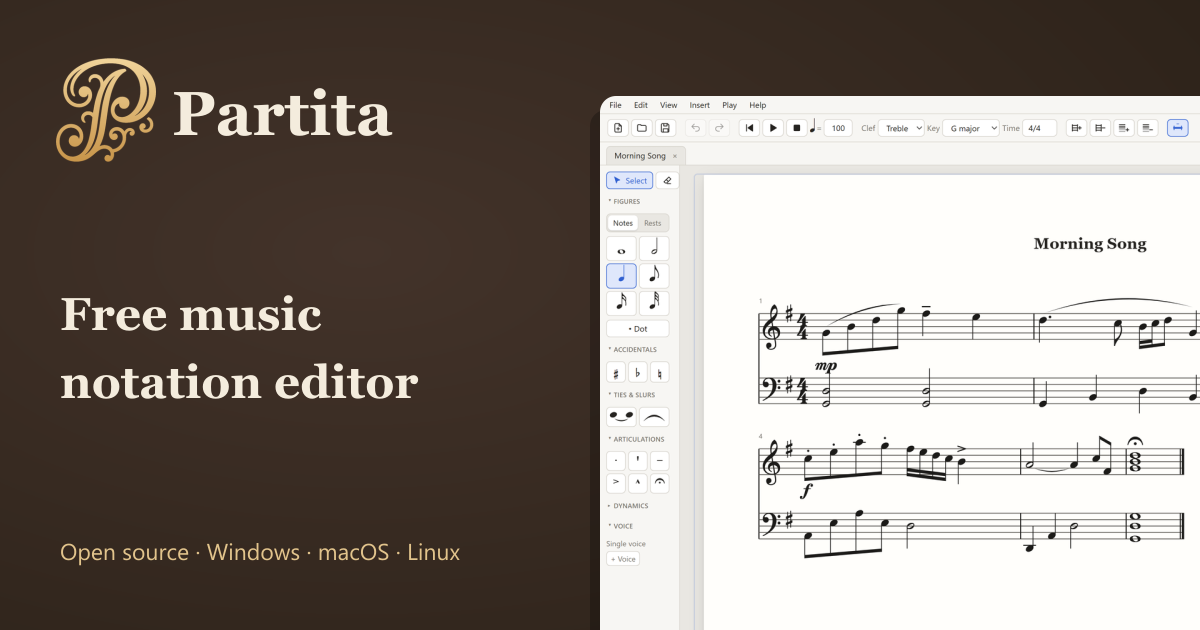 Partita
Free music
notation editor
Open source · Windows · macOS · Linux
File Edit View Insert Play Help
= 100 Clef Treble Key G major Time 4/4
Morning Song ×
Select
FIGURES
Notes Rests
• Dot
ACCIDENTALS
TIES & SLURS
ARTICULATIONS
DYNAMICS
VOICE
Single voice
+ Voice
Morning Song
1
mp
4
f